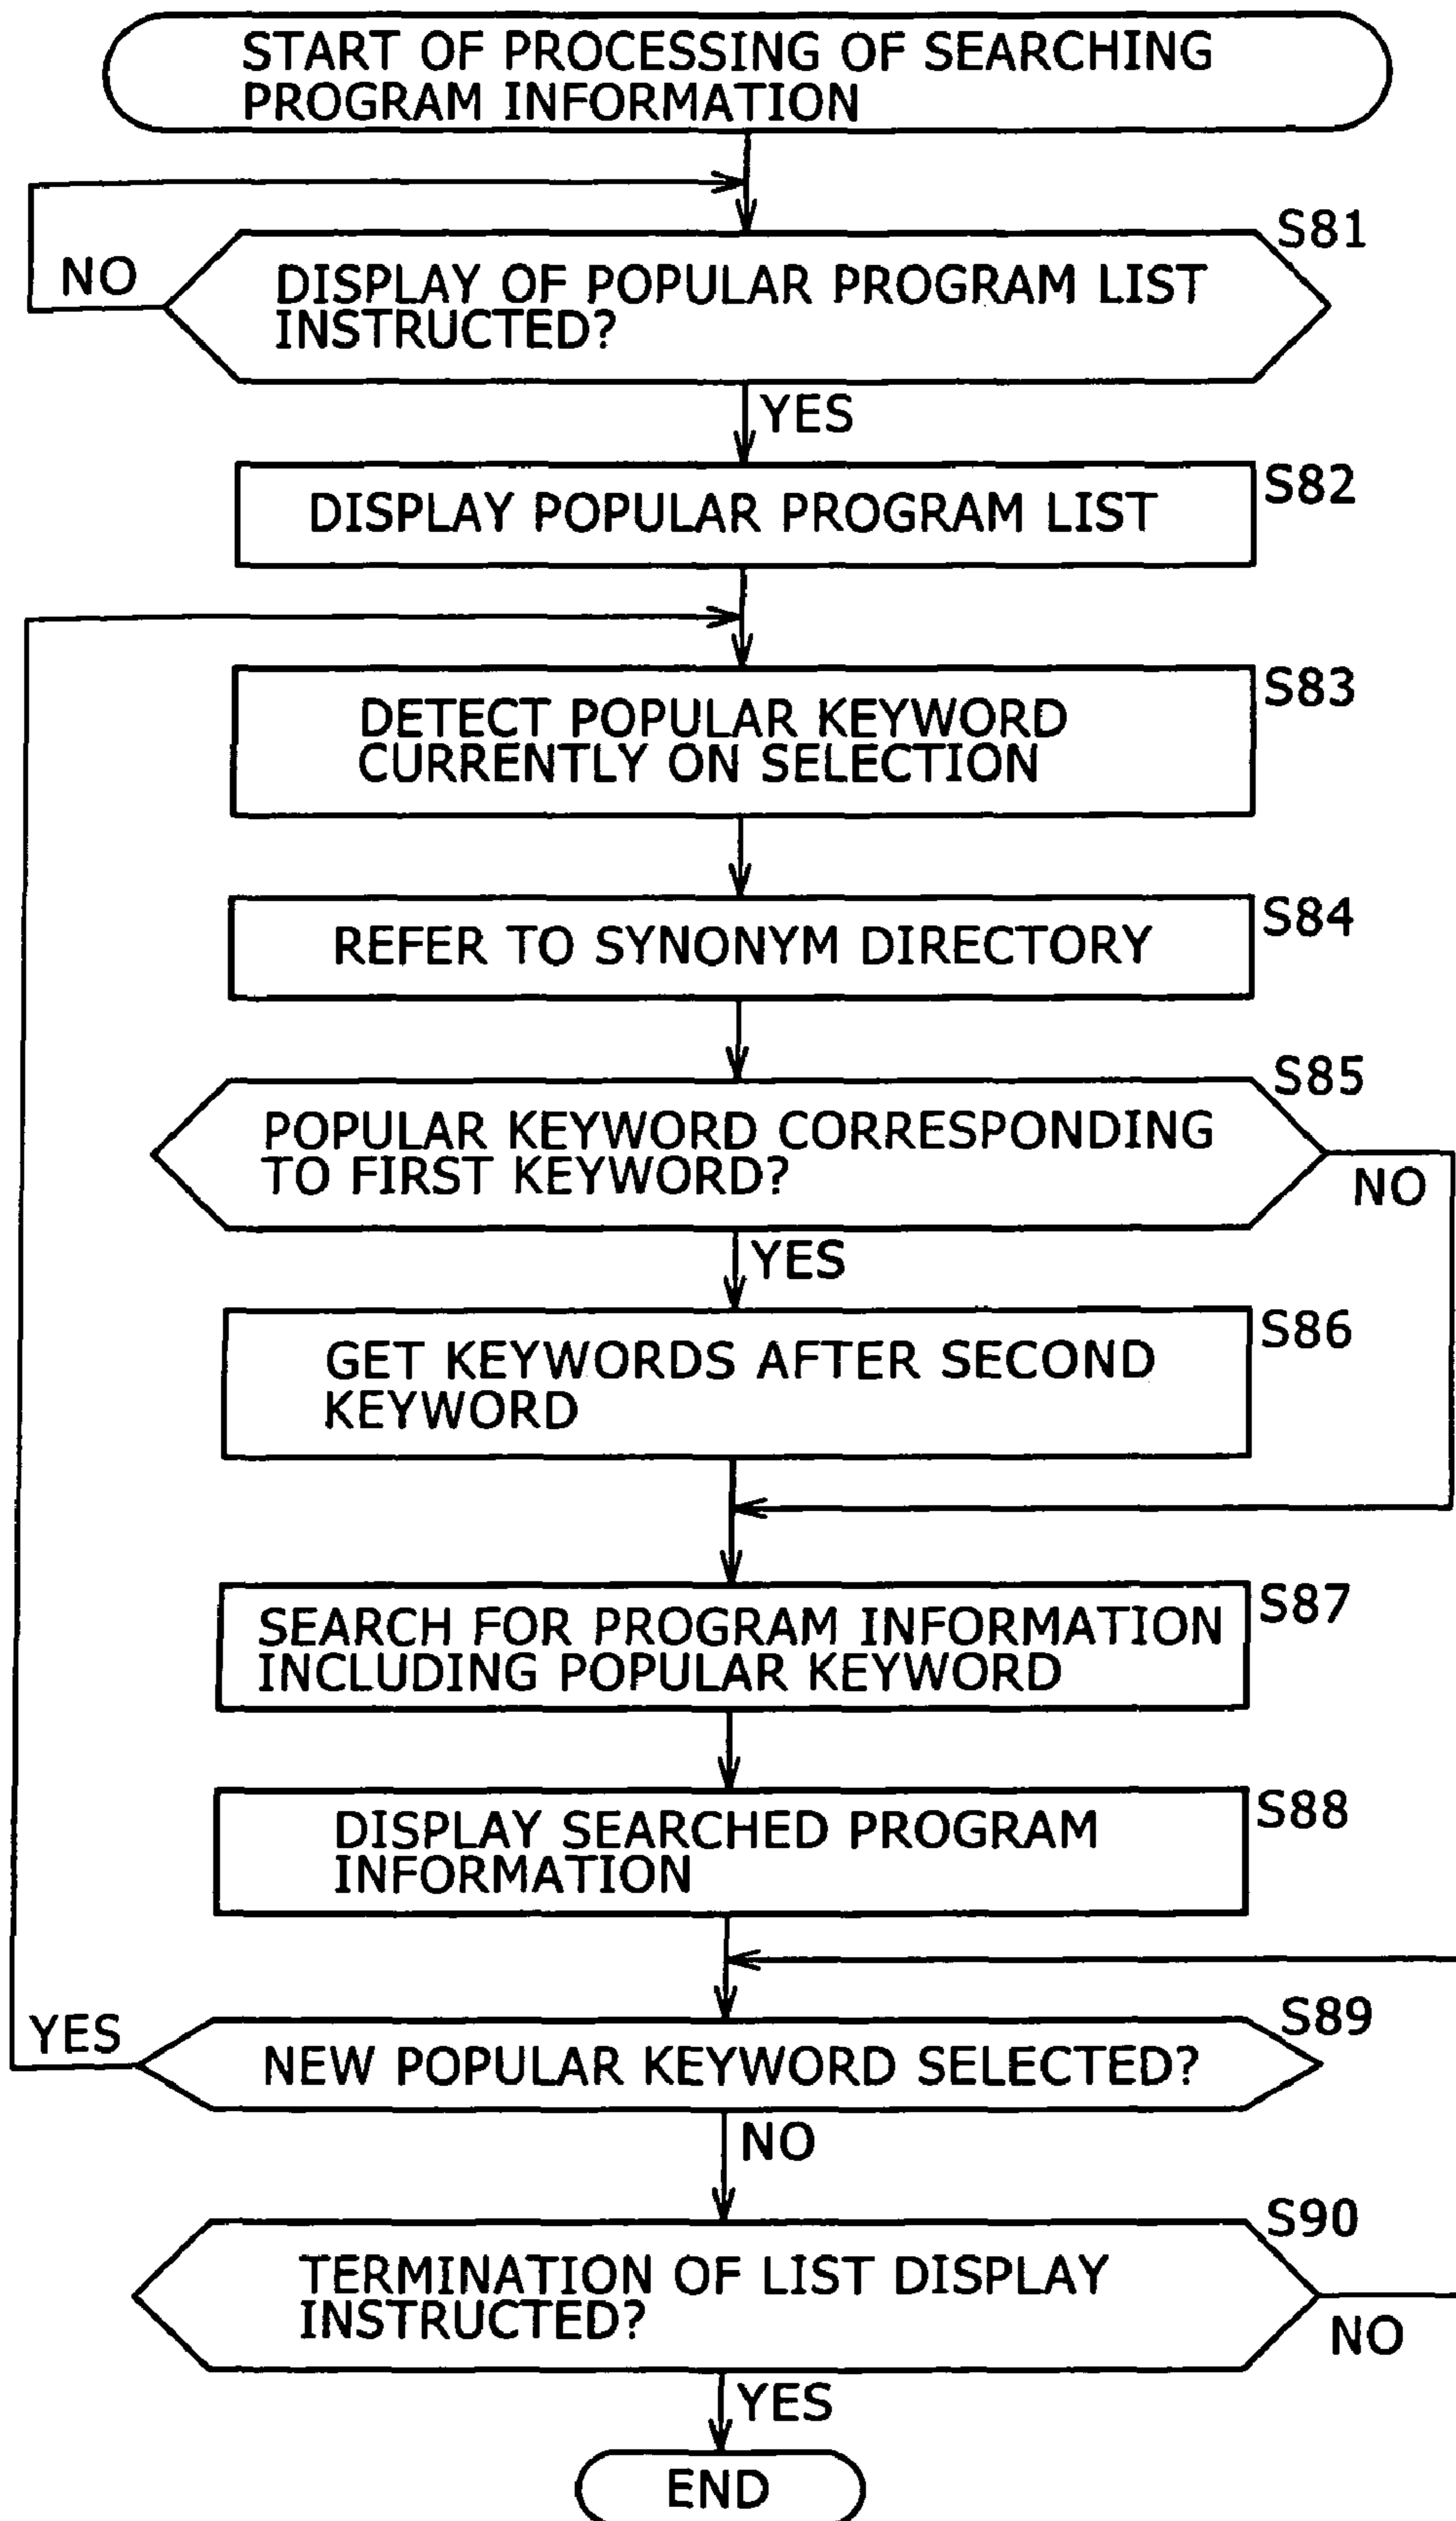 START OF PROCESSING OF SEARCHING
PROGRAM INFORMATION
S81
NO
DISPLAY OF POPULAR PROGRAM LIST
INSTRUCTED?
YES
S82
DISPLAY POPULAR PROGRAM LIST
S83
DETECT POPULAR KEYWORD
CURRENTLY ON SELECTION
S84
REFER TO SYNONYM DIRECTORY
S85
POPULAR KEYWORD CORRESPONDING
TO FIRST KEYWORD?
NO
YES
S86
GET KEYWORDS AFTER SECOND
KEYWORD
S87
SEARCH FOR PROGRAM INFORMATION
INCLUDING POPULAR KEYWORD
S88
DISPLAY SEARCHED PROGRAM
INFORMATION
S89
YES
NEW POPULAR KEYWORD SELECTED?
NO
S90
TERMINATION OF LIST DISPLAY
INSTRUCTED?
NO
YES
END